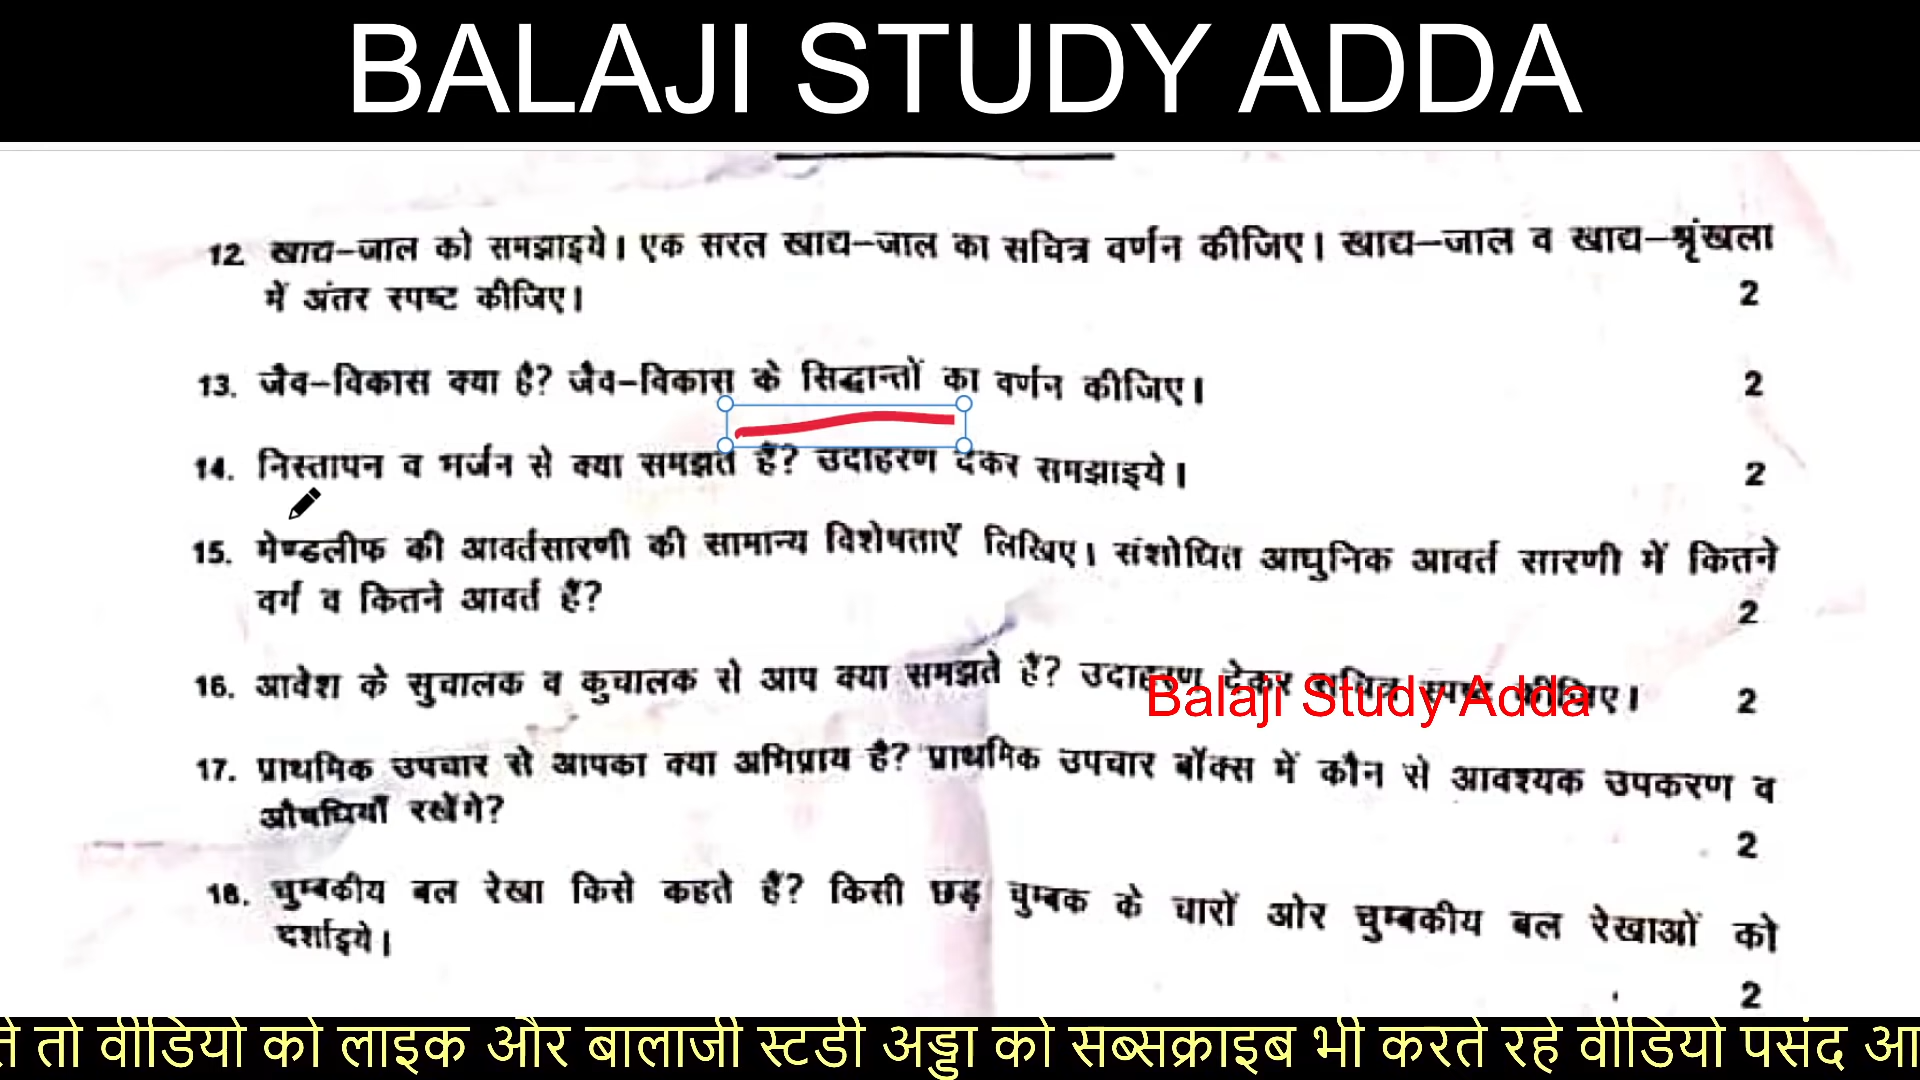 BALAJI STUDY ADDA
12. खाद्य–जाल को समझाइये। एक सरल खाद्य–जाल का सचित्र वर्णन कीजिए। खाद्य–जाल व खाद्य–श्रृंखला
में अंतर स्पष्ट कीजिए। 2
13. जैव–विकास क्या है? जैव–विकास के सिद्धान्तों का वर्णन कीजिए। 2
14. निस्तापन व भर्जन से क्या समझते हैं? उदाहरण देकर समझाइये। 2
15. मेण्डलीफ की आवर्तसारणी की सामान्य विशेषताएँ लिखिए। संशोधित आधुनिक आवर्त सारणी में कितने
वर्ग व कितने आवर्त हैं? 2
16. आवेश के सुचालक व कुचालक से आप क्या समझते हैं? उदाहरण देकर सचित्र स्पष्ट कीजिए। 2
Balaji Study Adda
17. प्राथमिक उपचार से आपका क्या अभिप्राय है? प्राथमिक उपचार बॉक्स में कौन से आवश्यक उपकरण व
औषधियाँ रखेंगे? 2
18. चुम्बकीय बल रेखा किसे कहते हैं? किसी छड़ चुम्बक के चारों ओर चुम्बकीय बल रेखाओं को
दर्शाइये। 2
तो वीडियो को लाइक और बालाजी स्टडी अड्डा को सब्सक्राइब भी करते रहे वीडियो पसंद आ